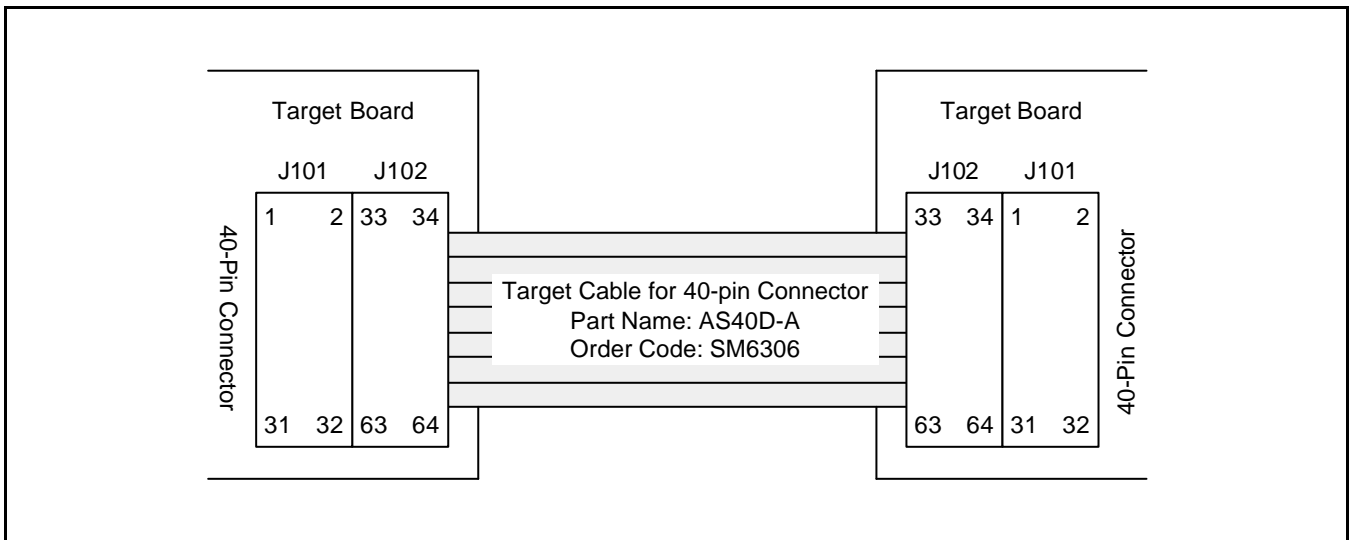 Target Board
J101 J102
1 2 33 34
31 32 63 64
40-Pin Connector
Target Cable for 40-pin Connector
Part Name: AS40D-A
Order Code: SM6306
Target Board
J102 J101
33 34 1 2
63 64 31 32
40-Pin Connector